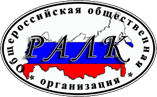 Общероссийская общественная
РАЛК
* организация *